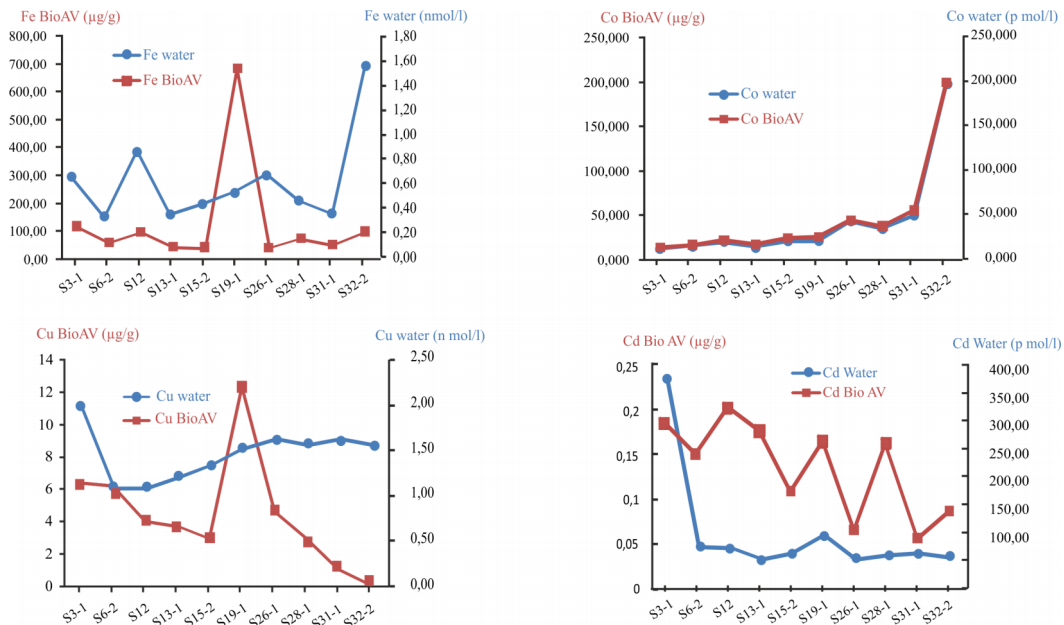 Fe BioAV (µg/g)
Fe water (nmol/l)
800,00
700,00
600,00
500,00
400,00
300,00
200,00
100,00
0,00
1,80
1,60
1,40
1,20
1,00
0,80
0,60
0,40
0,20
0,00
Fe water
Fe BioAV
S3-1
S6-2
S12
S13-1
S15-2
S19-1
S26-1
S28-1
S31-1
S32-2
Co BioAV (µg/g)
Co water (p mol/l)
250,000
200,000
150,000
100,000
50,000
0,000
250,000
200,000
150,000
100,000
50,000
0,000
Co water
Co BioAV
S3-1
S6-2
S12
S13-1
S15-2
S19-1
S26-1
S28-1
S31-1
S32-2
Cu BioAV (µg/g)
Cu water (n mol/l)
14
12
10
8
6
4
2
0
2,50
2,00
1,50
1,00
0,50
0,00
Cu water
Cu BioAV
S3-1
S6-2
S12
S13-1
S15-2
S19-1
S26-1
S28-1
S31-1
S32-2
Cd Bio AV (µg/g)
Cd Water (p mol/l)
0,25
0,2
0,15
0,1
0,05
0
400,00
350,00
300,00
250,00
200,00
150,00
100,00
Cd Water
Cd Bio AV
S3-1
S6-2
S12
S13-1
S15-2
S19-1
S26-1
S28-1
S31-1
S32-2